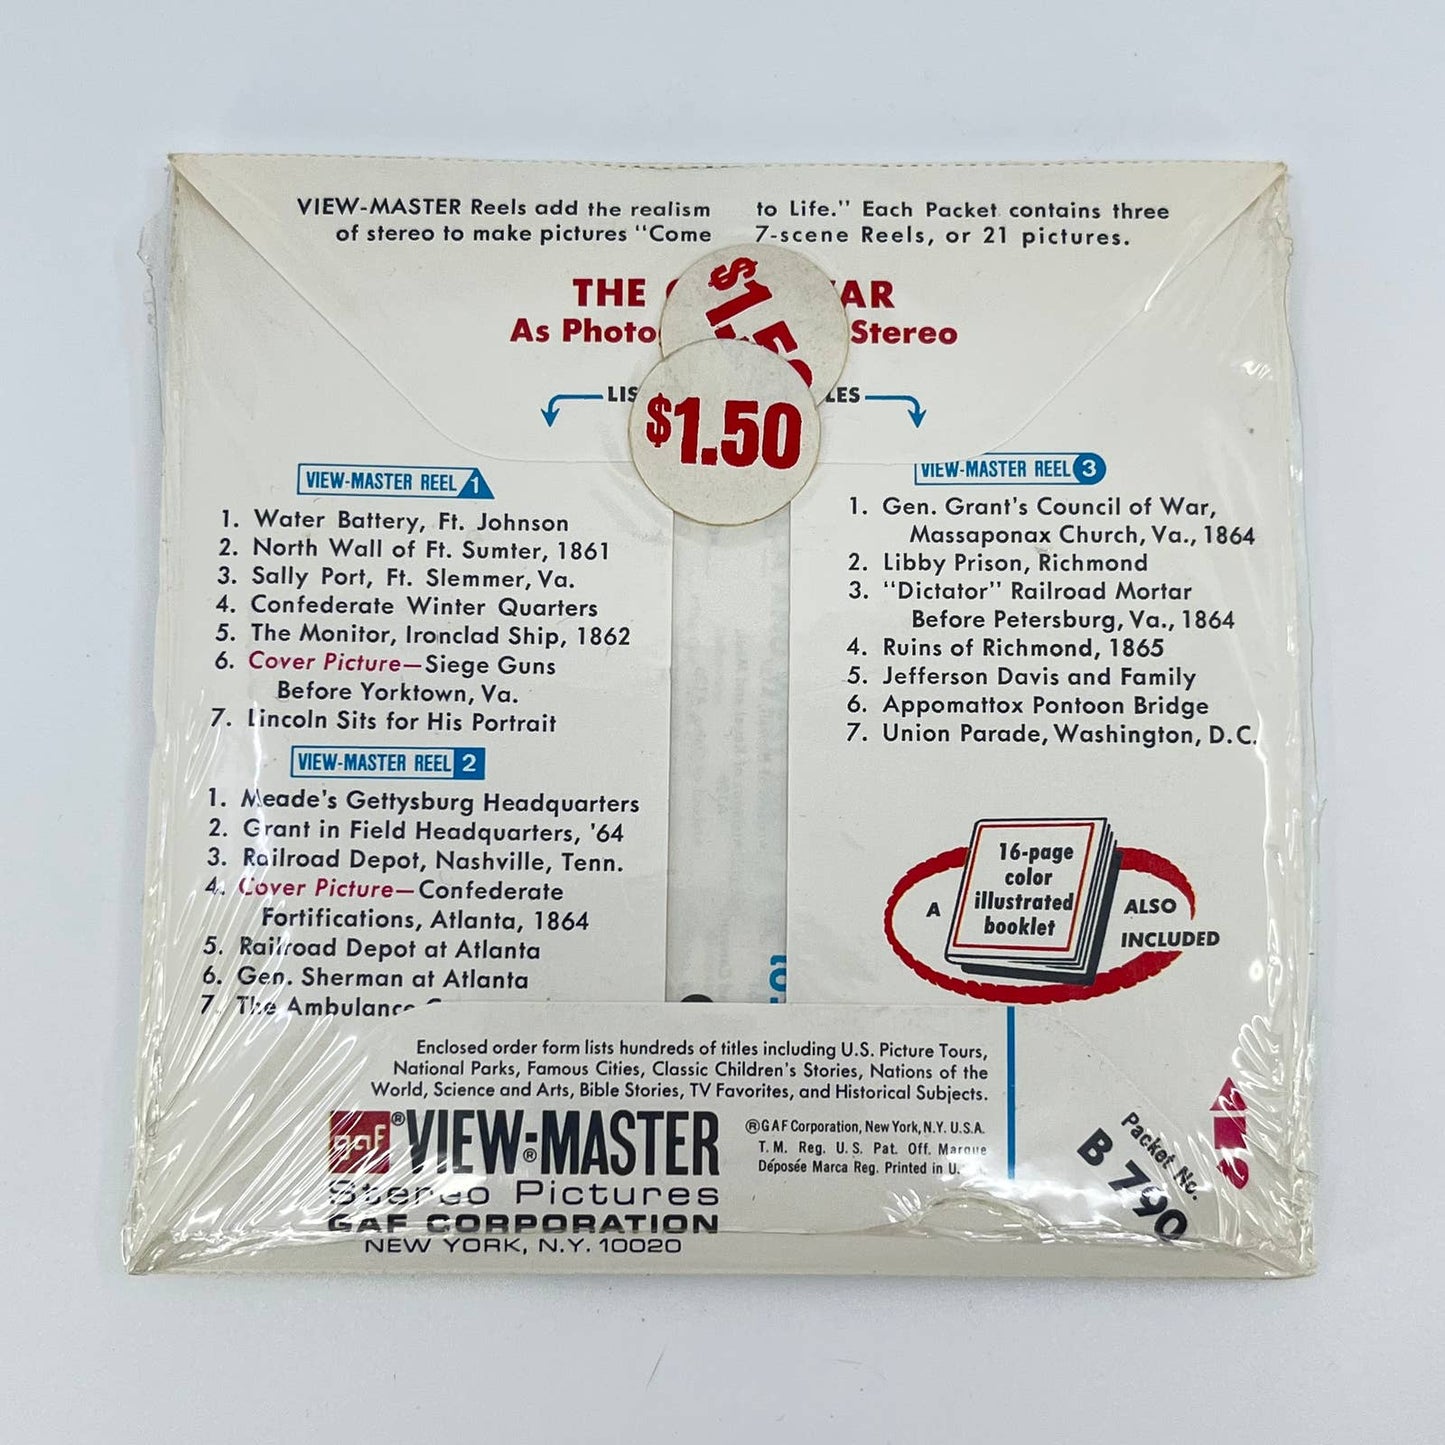 VIEW-MASTER Reels add the realism
of stereo to make pictures "Come
to Life." Each Packet contains three
7-scene Reels, or 21 pictures.
THE WAR
As Photo Stereo
$1.50
$1.50
VIEW-MASTER REEL 1
1. Water Battery, Ft. Johnson
2. North Wall of Ft. Sumter, 1861
3. Sally Port, Ft. Slemmer, Va.
4. Confederate Winter Quarters
5. The Monitor, Ironclad Ship, 1862
6. Cover Picture—Siege Guns
Before Yorktown, Va.
7. Lincoln Sits for His Portrait
VIEW-MASTER REEL 2
1. Meade's Gettysburg Headquarters
2. Grant in Field Headquarters, '64
3. Railroad Depot, Nashville, Tenn.
4. Cover Picture—Confederate
Fortifications, Atlanta, 1864
5. Railroad Depot at Atlanta
6. Gen. Sherman at Atlanta
7. The Ambulance
VIEW-MASTER REEL 3
1. Gen. Grant's Council of War,
Massaponax Church, Va., 1864
2. Libby Prison, Richmond
3. "Dictator" Railroad Mortar
Before Petersburg, Va., 1864
4. Ruins of Richmond, 1865
5. Jefferson Davis and Family
6. Appomattox Pontoon Bridge
7. Union Parade, Washington, D.C.
A
16-page
color
illustrated
booklet
ALSO
INCLUDED
Enclosed order form lists hundreds of titles including U.S. Picture Tours,
National Parks, Famous Cities, Classic Children's Stories, Nations of the
World, Science and Arts, Bible Stories, TV Favorites, and Historical Subjects.
gaf ® VIEW-MASTER ®
Stereo Pictures
GAF CORPORATION
NEW YORK, N.Y. 10020
® GAF Corporation, New York, N.Y. U.S.A.
T.M. Reg. U.S. Pat. Off. Marque
Déposée Marca Reg. Printed in U.S.A.
Packet No.
B 790